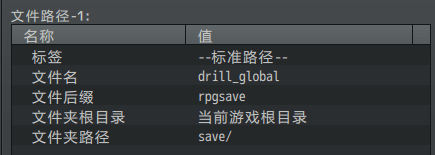 文件路径-1:
名称 值
标签 --标准路径--
文件名 drill_global
文件后缀 rpgsave
文件夹根目录 当前游戏根目录
文件夹路径 save/